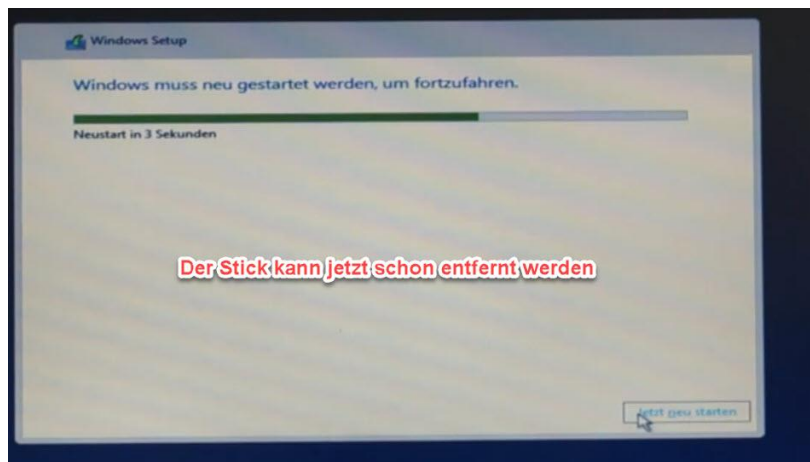 Windows Setup
Windows muss neu gestartet werden, um fortzufahren.
Neustart in 3 Sekunden
Der Stick kann jetzt schon entfernt werden
Jetzt neu starten